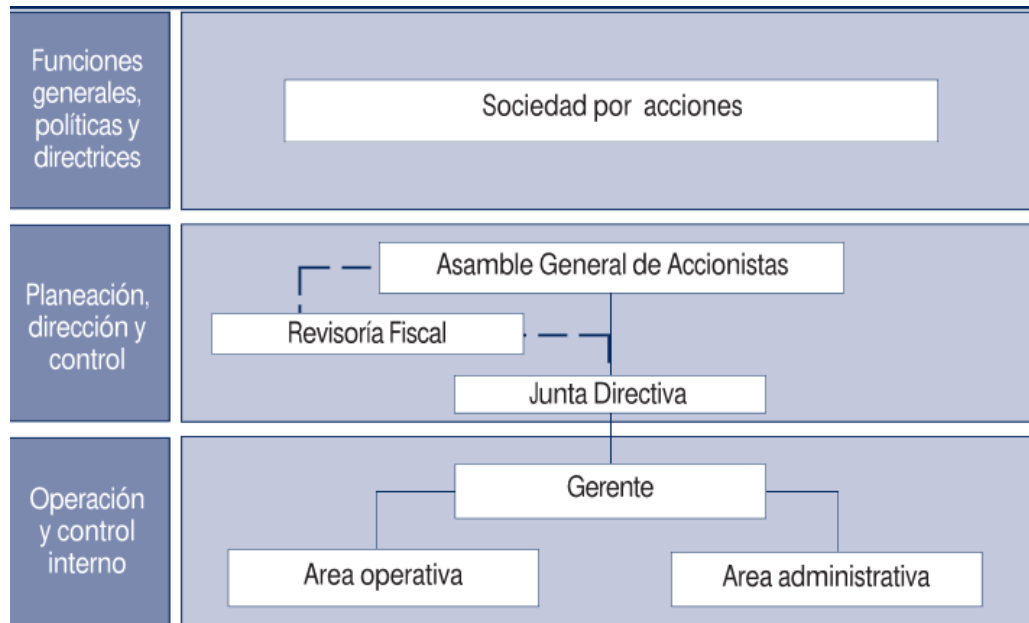 Funciones
generales,
políticas y
directrices
Sociedad por acciones
Planeación,
dirección y
control
Asamble General de Accionistas
Revisoría Fiscal
Junta Directiva
Operación
y control
interno
Gerente
Area operativa
Area administrativa